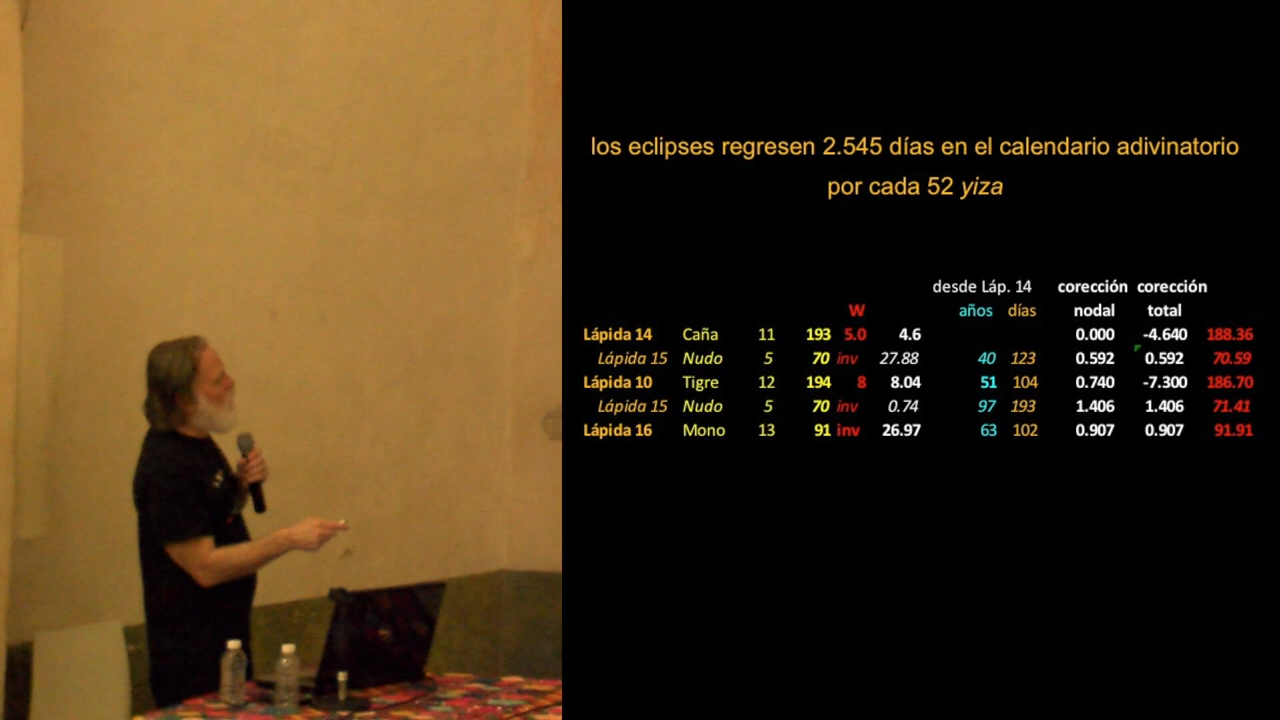 los eclipses regresen 2.545 días en el calendario adivinatorio
por cada 52 yiza
desde Láp. 14 corección corección
W años días nodal total
Lápida 14 Caña 11 193 5.0 4.6 0.000 -4.640 188.36
Lápida 15 Nudo 5 70 inv 27.88 40 123 0.592 0.592 70.59
Lápida 10 Tigre 12 194 8 8.04 51 104 0.740 -7.300 186.70
Lápida 15 Nudo 5 70 inv 0.74 97 193 1.406 1.406 71.41
Lápida 16 Mono 13 91 inv 26.97 63 102 0.907 0.907 91.91